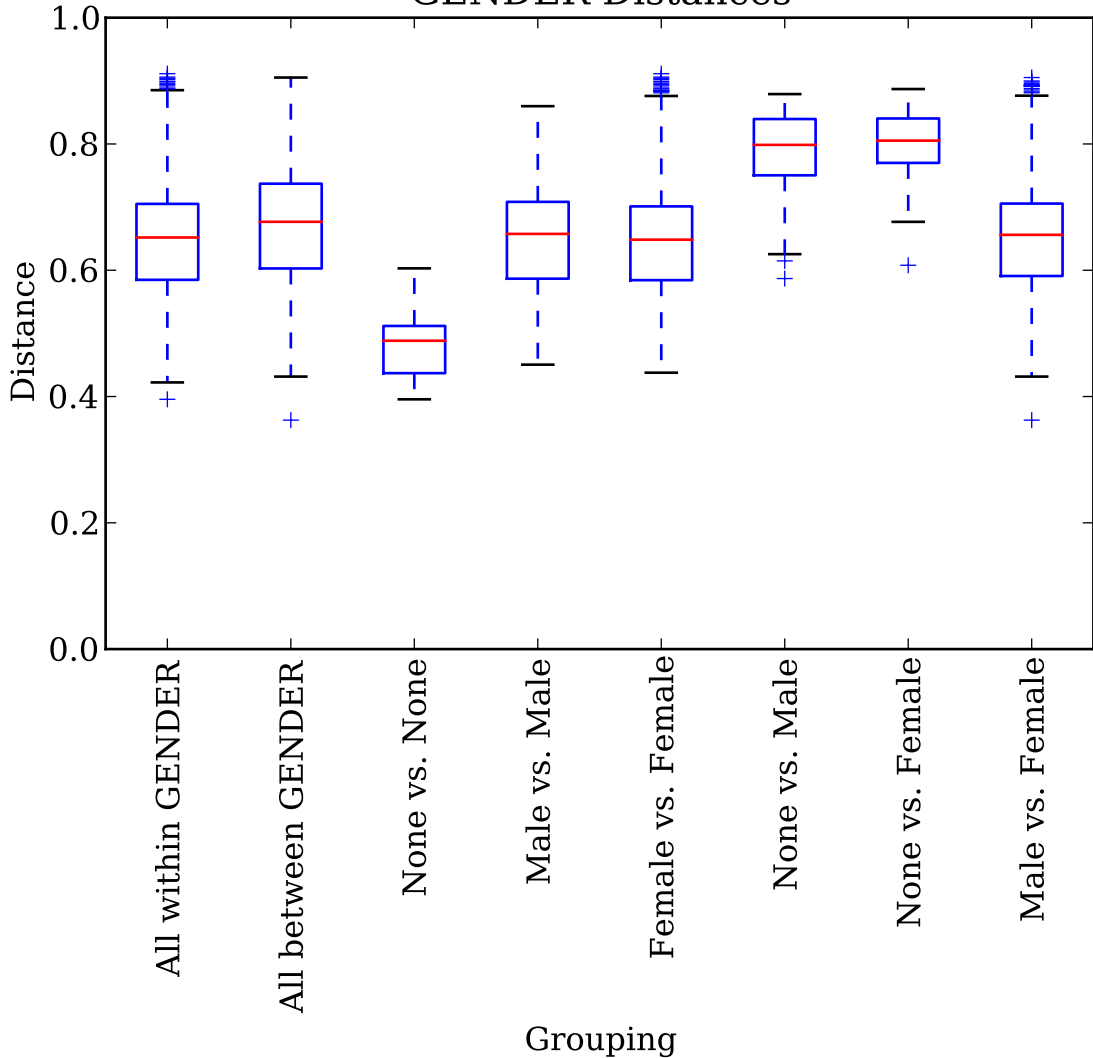 GENDER Distances
1.0
0.8
0.6
0.4
0.2
0.0
Distance
All within GENDER
All between GENDER
None vs. None
Male vs. Male
Female vs. Female
None vs. Male
None vs. Female
Male vs. Female
Grouping